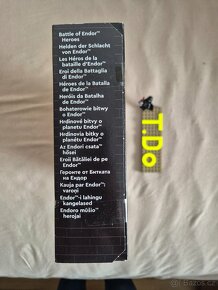 Battle of Endor™
Heroes
Helden der Schlacht
von Endor™
Les Héros de la
bataille d'Endor™
Eroi della Battaglia
di Endor™
Héroes de la Batalla
de Endor™
Heróis da Batalha
de Endor™
Bohaterowie bitwy
o Endor™
Hrdinové bitvy o
planetu Endor™
Hrdinovia bitky o
planétu Endor™
Az Endori csata™
hősei
Eroii Bătăliei de pe
Endor™
Героите от Битката
на Ендор
Kauja par Endor™:
varoņi
Endor™-i lahingu
kangelased
Endoro mūšio™
herojai
T.Do